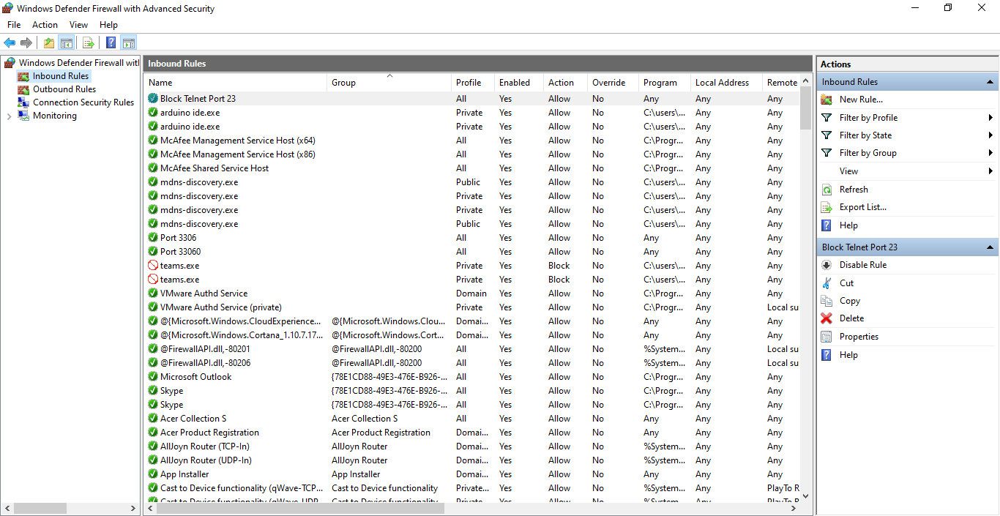 Windows Defender Firewall with Advanced Security
File Action View Help
Windows Defender Firewall witl
Inbound Rules
Outbound Rules
Connection Security Rules
Monitoring
Inbound Rules
Name Group Profile Enabled Action Override Program Local Address Remote
Block Telnet Port 23 All Yes Allow No Any Any Any
arduino ide.exe Private Yes Allow No C:\users\... Any Any
arduino ide.exe Private Yes Allow No C:\users\... Any Any
McAfee Management Service Host (x64) All Yes Allow No C:\Progr... Any Any
McAfee Management Service Host (x86) All Yes Allow No C:\Progr... Any Any
McAfee Shared Service Host All Yes Allow No C:\Progr... Any Any
mdns-discovery.exe Public Yes Allow No C:\users\... Any Any
mdns-discovery.exe Private Yes Allow No C:\users\... Any Any
mdns-discovery.exe Private Yes Allow No C:\users\... Any Any
mdns-discovery.exe Public Yes Allow No C:\users\... Any Any
Port 3306 All Yes Allow No Any Any Any
Port 33060 All Yes Allow No Any Any Any
teams.exe Private Yes Block No C:\users\... Any Any
teams.exe Private Yes Block No C:\users\... Any Any
VMware Authd Service Domain Yes Allow No C:\Progr... Any Any
VMware Authd Service (private) Private Yes Allow No C:\Progr... Any Local su
@{Microsoft.Windows.CloudExperience... @{Microsoft.Windows.Clou... Domai... Yes Allow No Any Any Any
@{Microsoft.Windows.Cortana_1.10.7.17... @{Microsoft.Windows.Cort... Domai... Yes Allow No Any Any Any
@FirewallAPI.dll,-80201 @FirewallAPI.dll,-80200 All Yes Allow No %System... Any Local su
@FirewallAPI.dll,-80206 @FirewallAPI.dll,-80200 All Yes Allow No %System... Any Local su
Microsoft Outlook {78E1CD88-49E3-476E-B926-... All Yes Allow No C:\Progr... Any Any
Skype {78E1CD88-49E3-476E-B926-... All Yes Allow No C:\Progr... Any Any
Skype {78E1CD88-49E3-476E-B926-... All Yes Allow No C:\Progr... Any Any
Acer Collection S Acer Collection S All Yes Allow No Any Any Any
Acer Product Registration Acer Product Registration Domai... Yes Allow No Any Any Any
AllJoyn Router (TCP-In) AllJoyn Router Domai... Yes Allow No %System... Any Any
AllJoyn Router (UDP-In) AllJoyn Router Domai... Yes Allow No %System... Any Any
App Installer App Installer Domai... Yes Allow No Any Any Any
Cast to Device functionality (qWave-TCP... Cast to Device functionality Private... Yes Allow No %System... Any PlayTo R
Cast to Device functionality (qWave-UDP... Cast to Device functionality Private... Yes Allow No %System... Any PlayTo R
Actions
Inbound Rules
New Rule...
Filter by Profile
Filter by State
Filter by Group
View
Refresh
Export List...
Help
Block Telnet Port 23
Disable Rule
Cut
Copy
Delete
Properties
Help